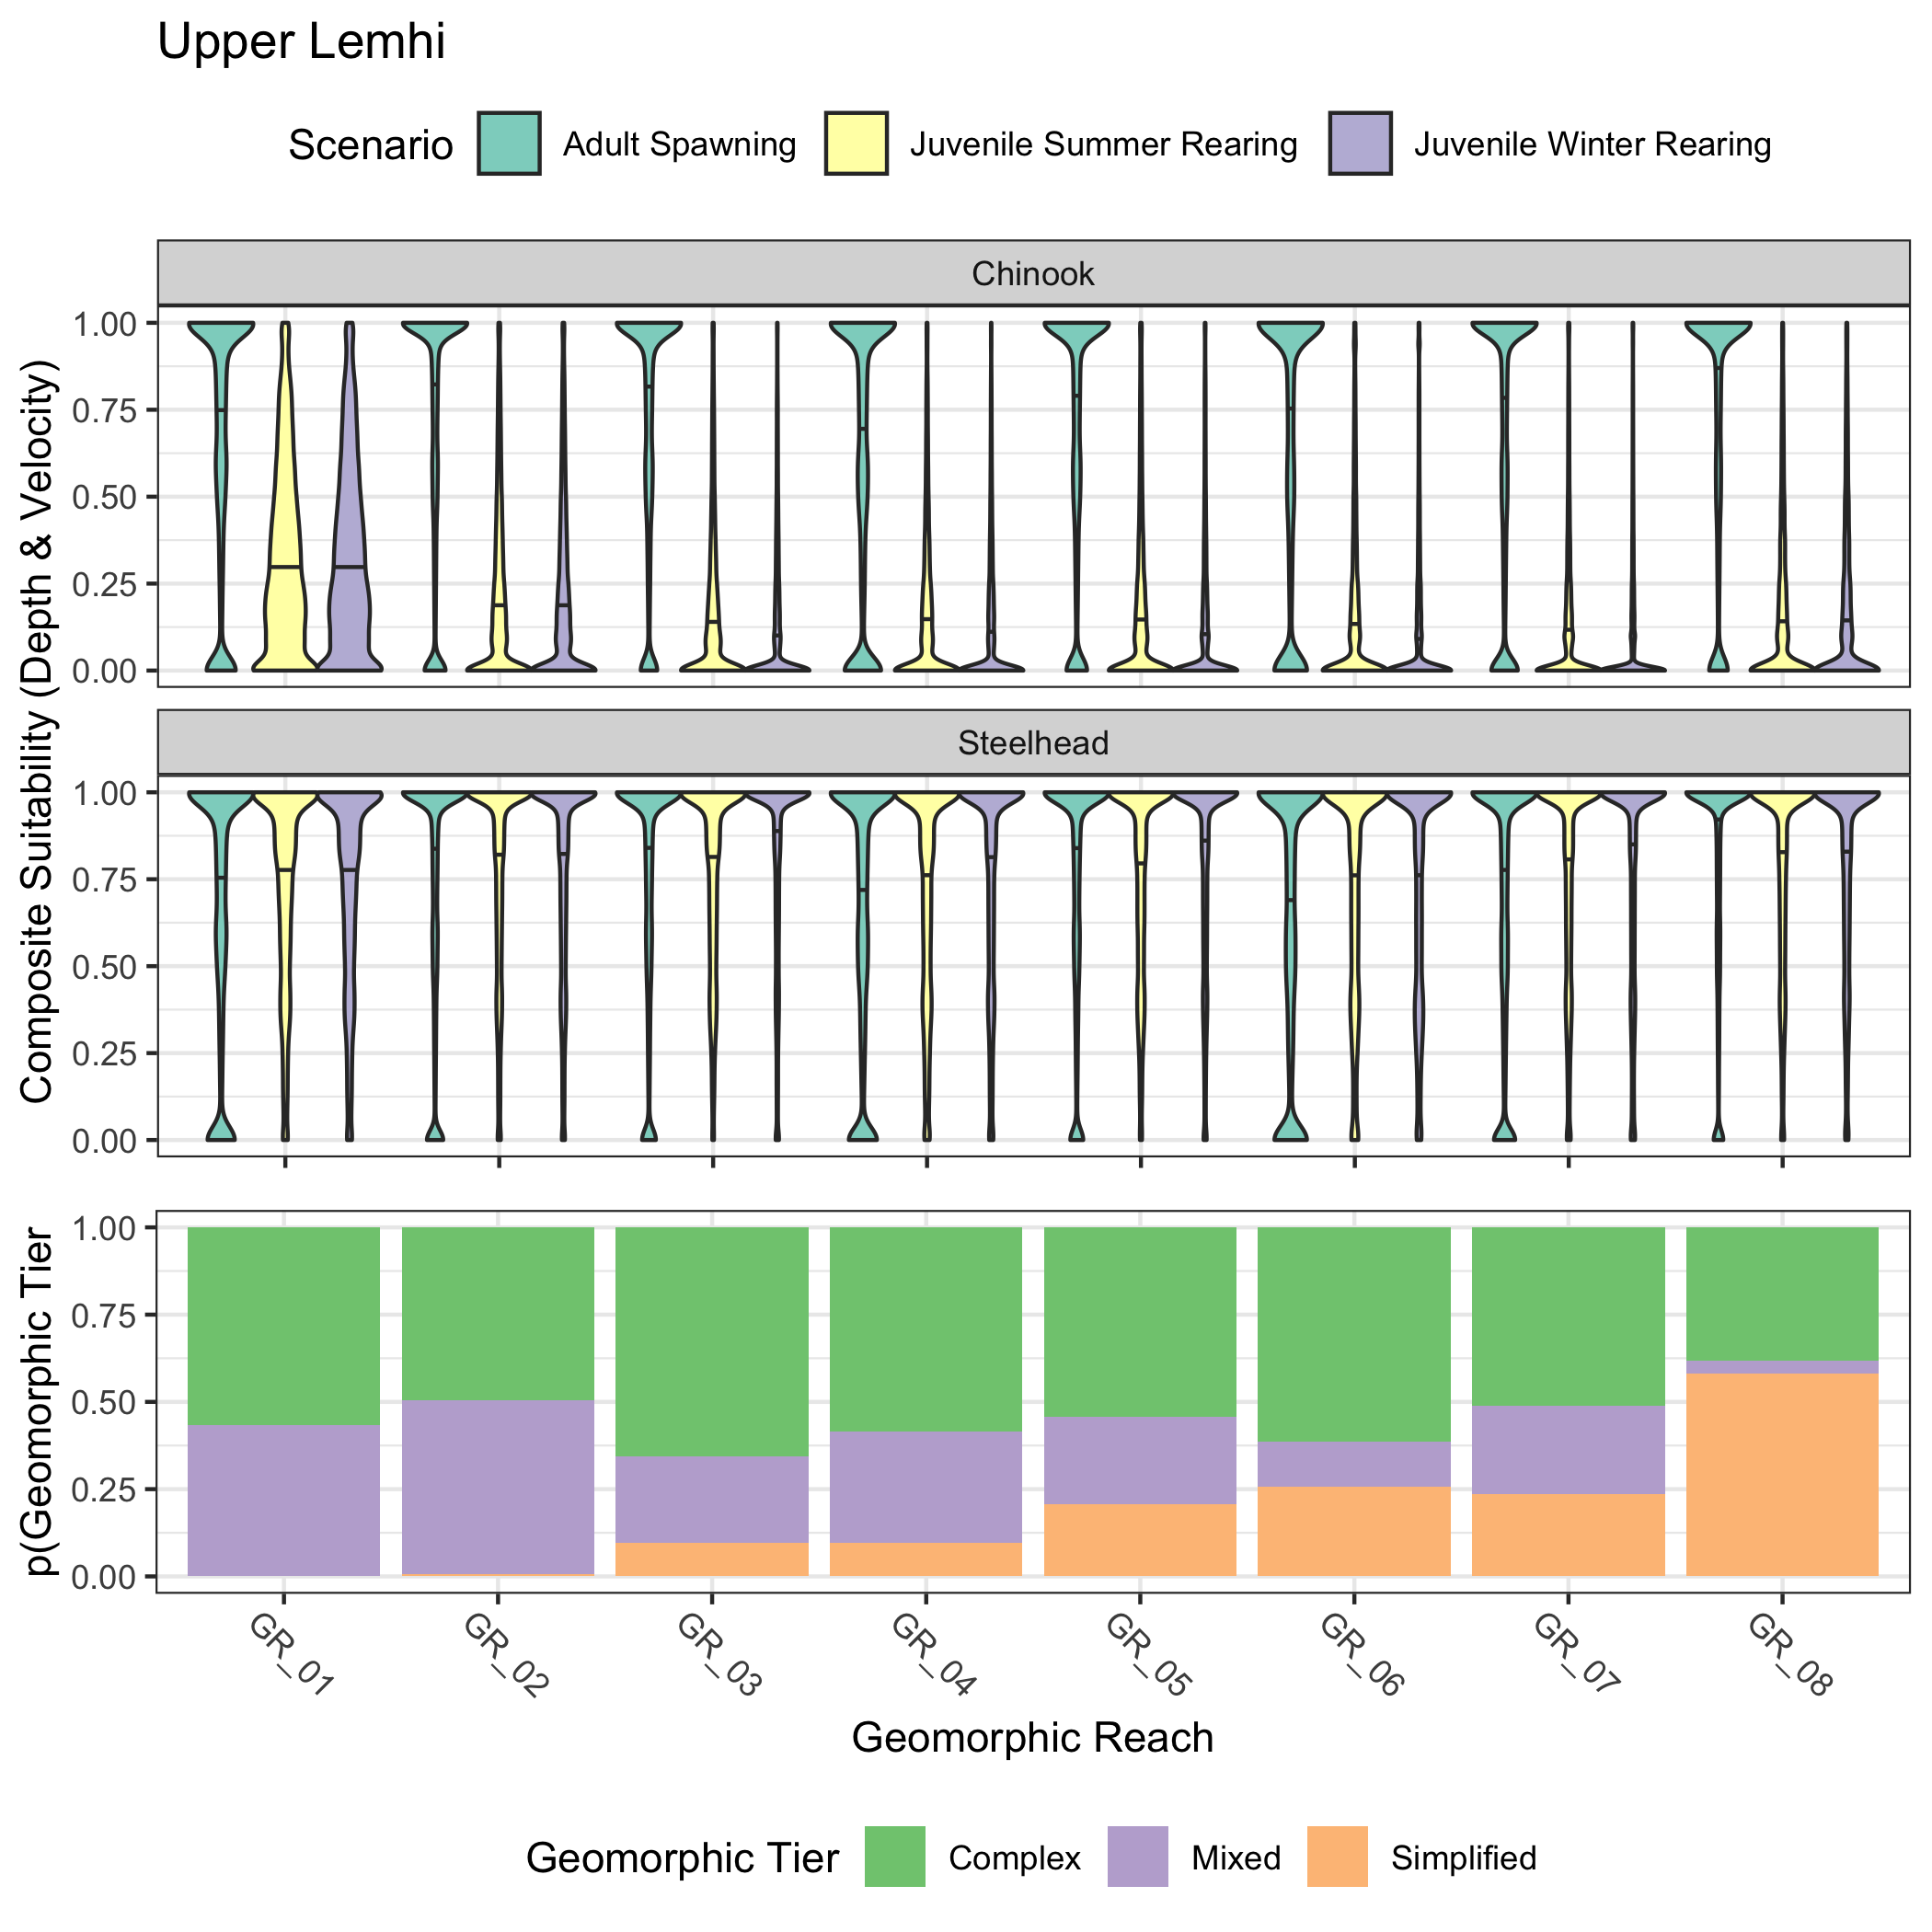 Upper Lemhi
Scenario Adult Spawning Juvenile Summer Rearing Juvenile Winter Rearing
Composite Suitability (Depth & Velocity)
Chinook
1.00
0.75
0.50
0.25
0.00
Steelhead
1.00
0.75
0.50
0.25
0.00
p(Geomorphic Tier
1.00
0.75
0.50
0.25
0.00
GR_01 GR_02 GR_03 GR_04 GR_05 GR_06 GR_07 GR_08
Geomorphic Reach
Geomorphic Tier Complex Mixed Simplified